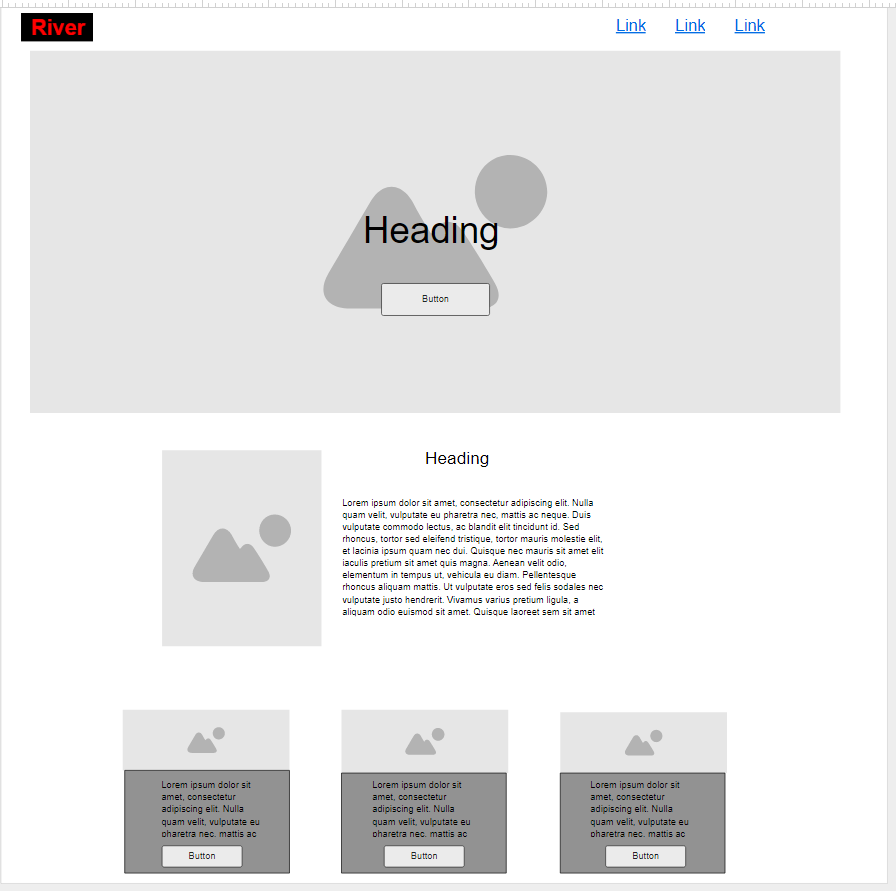 River
Link Link Link
Heading
Button
Heading
Lorem ipsum dolor sit amet, consectetur adipiscing elit. Nulla
quam velit, vulputate eu pharetra nec, mattis ac neque. Duis
vulputate commodo lectus, ac blandit elit tincidunt id. Sed
rhoncus, tortor sed eleifend tristique, tortor mauris molestie elit,
et lacinia ipsum quam nec dui. Quisque nec mauris sit amet elit
iaculis pretium sit amet quis magna. Aenean velit odio,
elementum in tempus ut, vehicula eu diam. Pellentesque
rhoncus aliquam mattis. Ut vulputate eros sed felis sodales nec
vulputate justo hendrerit. Vivamus varius pretium ligula, a
aliquam odio euismod sit amet. Quisque laoreet sem sit amet
Lorem ipsum dolor sit
amet, consectetur
adipiscing elit. Nulla
quam velit, vulputate eu
pharetra nec, mattis ac
Button
Lorem ipsum dolor sit
amet, consectetur
adipiscing elit. Nulla
quam velit, vulputate eu
pharetra nec, mattis ac
Button
Lorem ipsum dolor sit
amet, consectetur
adipiscing elit. Nulla
quam velit, vulputate eu
pharetra nec, mattis ac
Button